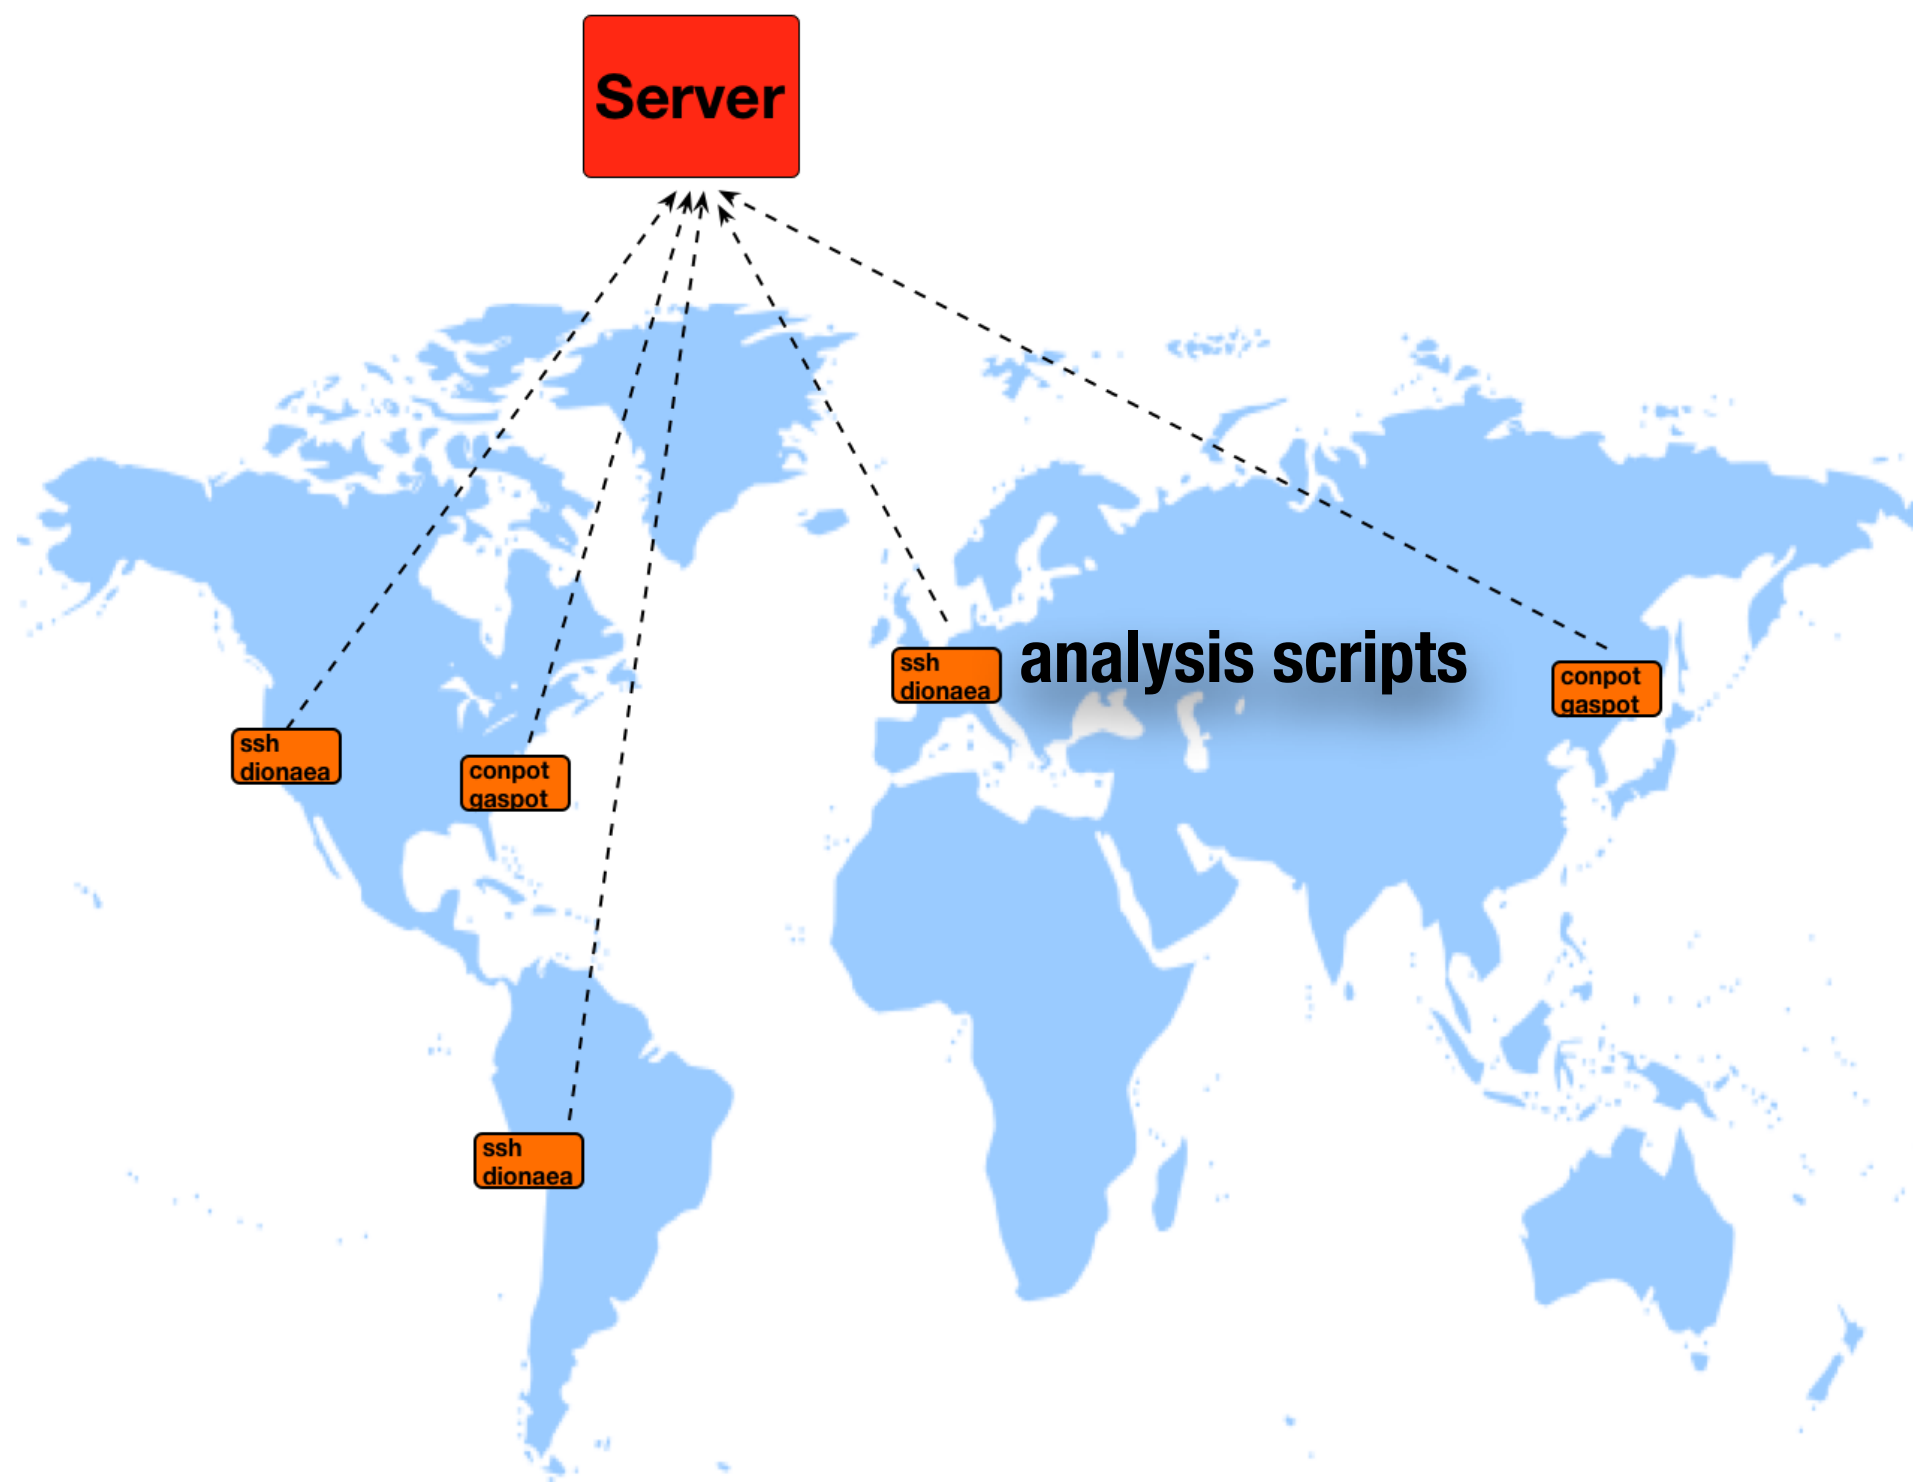 Server
ssh
dionaea
analysis scripts
conpot
gaspot
ssh
dionaea
conpot
gaspot
ssh
dionaea